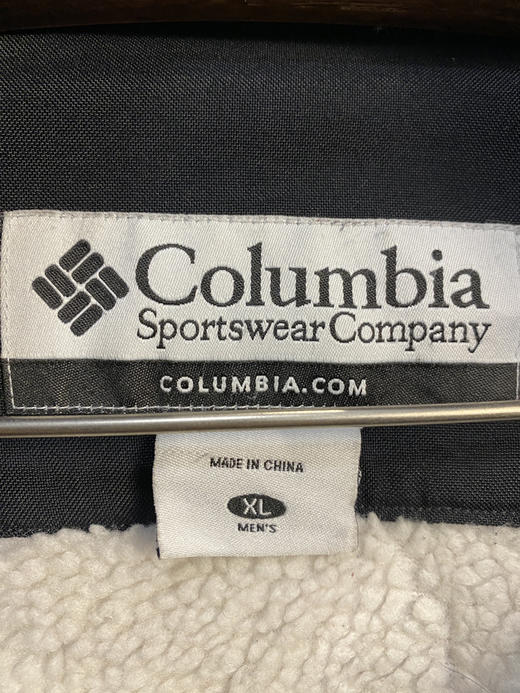 Columbia
Sportswear Company
COLUMBIA.COM
MADE IN CHINA
XL
MEN'S